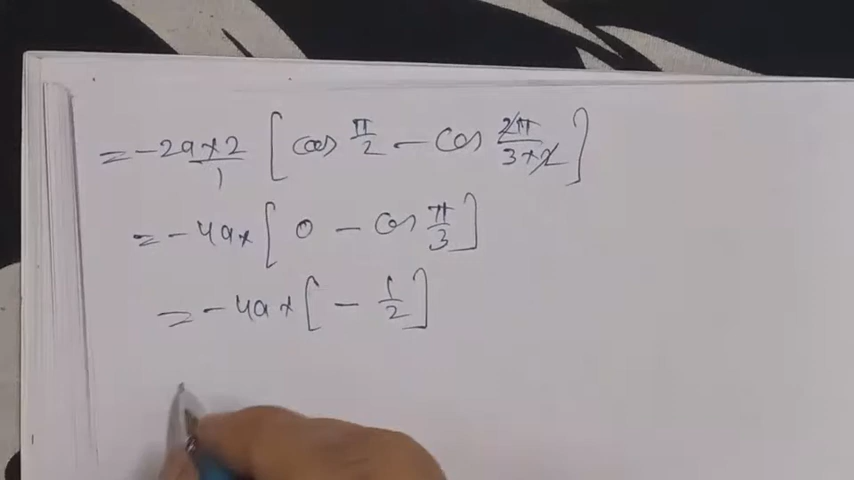 = -2a×2/1 [cos π/2 - cos 2π/3×2]
= -4a× [0 - cos π/3]
= -4a× [- 1/2]